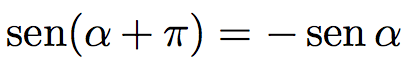 sen(α + π) = − sen α